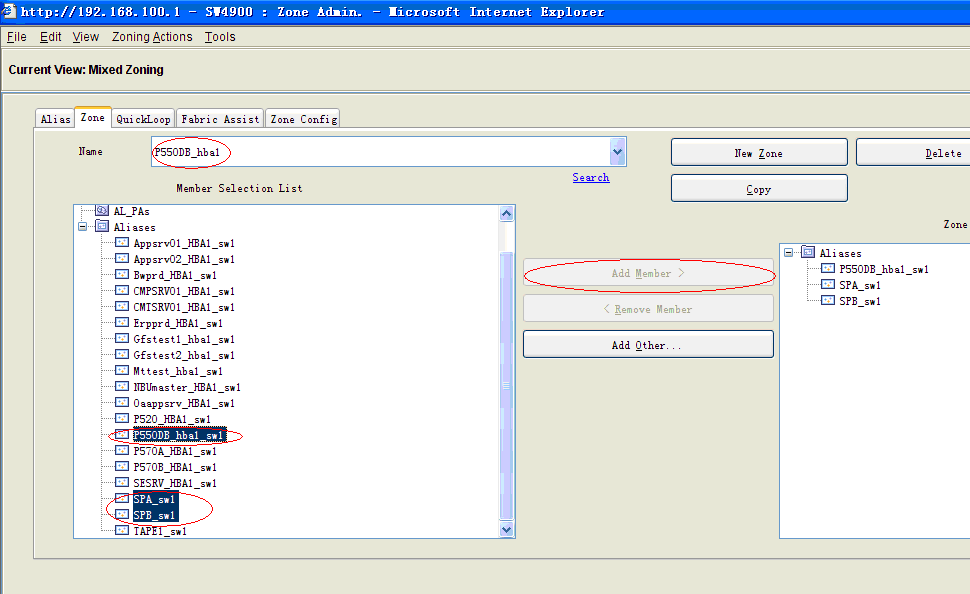 http://192.168.100.1 - SW4900 : Zone Admin. - Microsoft Internet Explorer
File Edit View Zoning Actions Tools
Current View: Mixed Zoning
Alias Zone QuickLoop Fabric Assist Zone Config
Name P550DB_hba1 New Zone Delete
Search
Member Selection List Copy
Zone
AL_PAs
Aliases
Appsrv01_HBA1_sw1
Appsrv02_HBA1_sw1
Bwprd_HBA1_sw1
CMPSRV01_HBA1_sw1
CMTSRV01_HBA1_sw1
Erpprd_HBA1_sw1
Gfstest1_hba1_sw1
Gfstest2_hba1_sw1
Mttest_hba1_sw1
NBUmaster_HBA1_sw1
Oaappsrv_HBA1_sw1
P520_HBA1_sw1
P550DB_hba1_sw1
P570A_HBA1_sw1
P570B_HBA1_sw1
SESRV_HBA1_sw1
SPA_sw1
SPB_sw1
TAPE1_sw1
Add Member >
< Remove Member
Add Other...
Aliases
P550DB_hba1_sw1
SPA_sw1
SPB_sw1